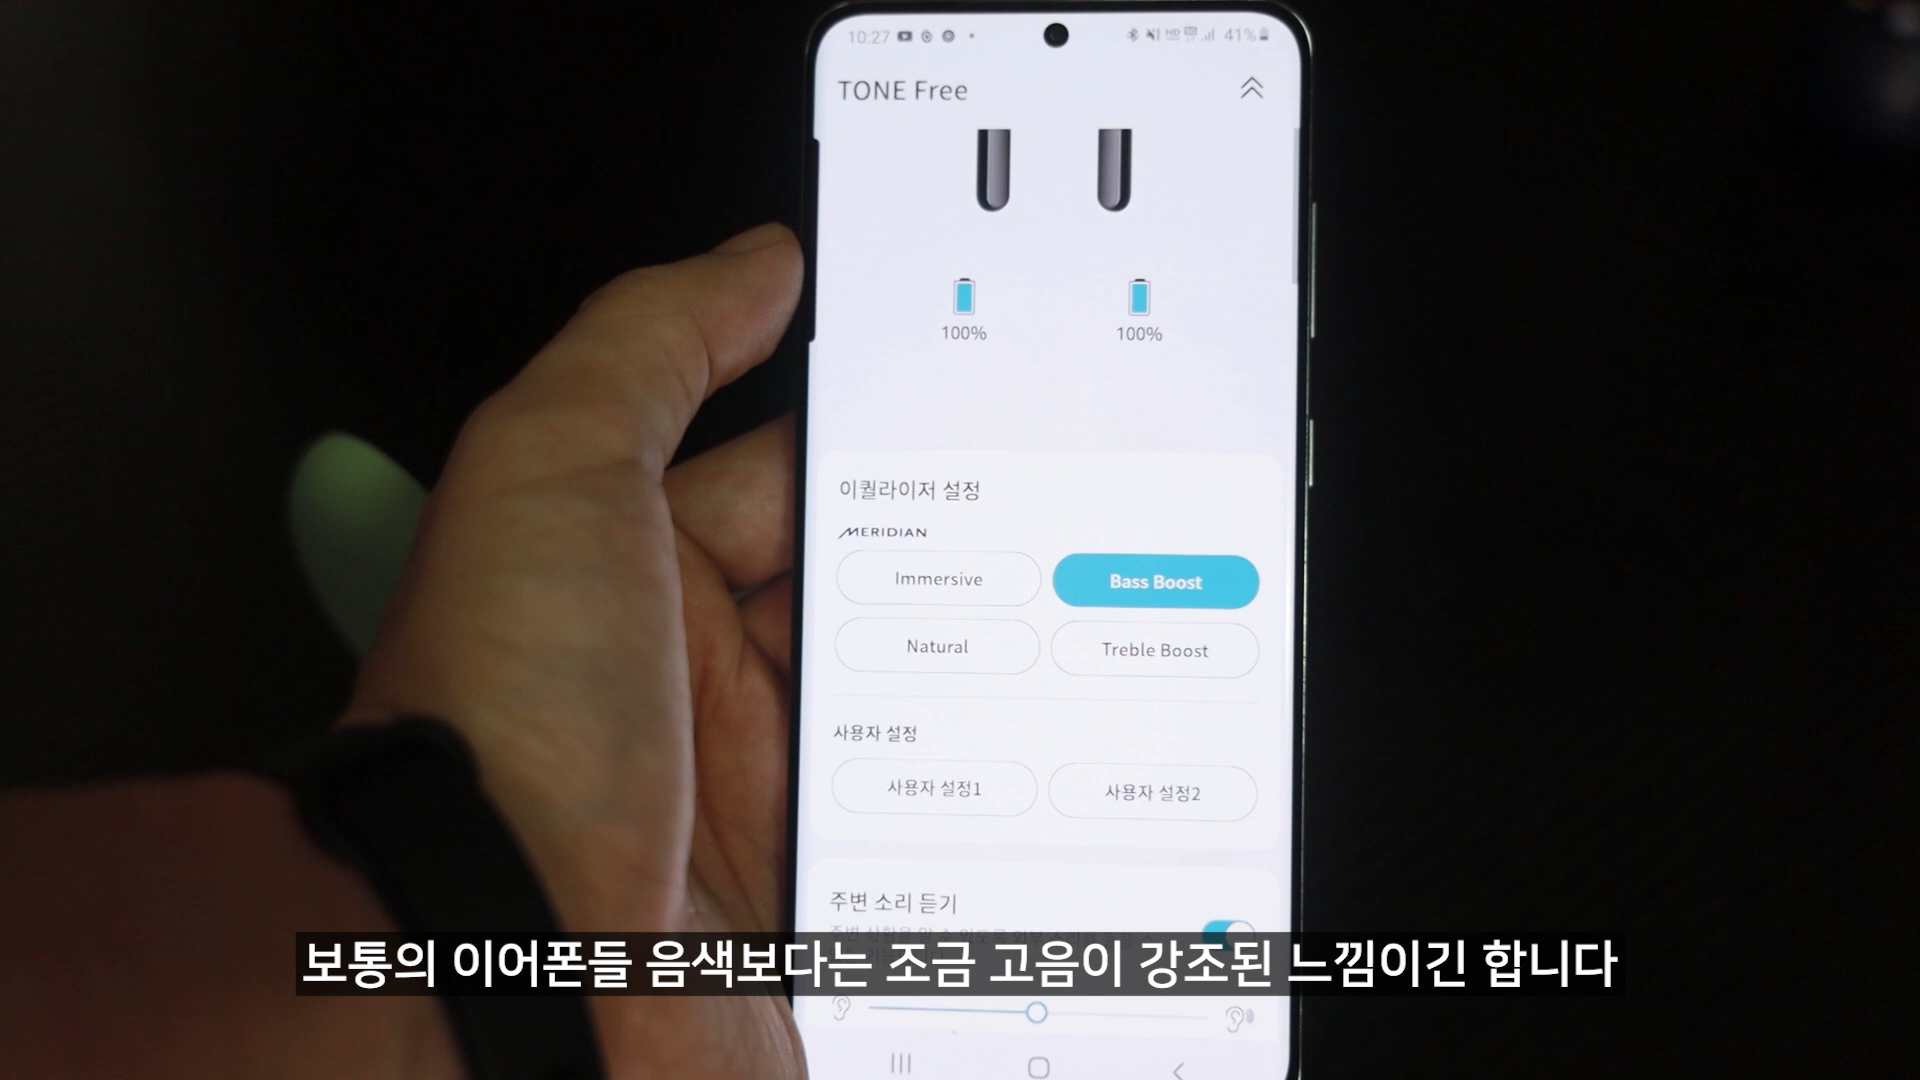 10:27
HD
41%
TONE Free
100%
100%
이퀄라이저 설정
MERIDIAN
Immersive
Bass Boost
Natural
Treble Boost
사용자 설정
사용자 설정1
사용자 설정2
주변 소리 듣기
보통의 이어폰들 음색보다는 조금 고음이 강조된 느낌이긴 합니다